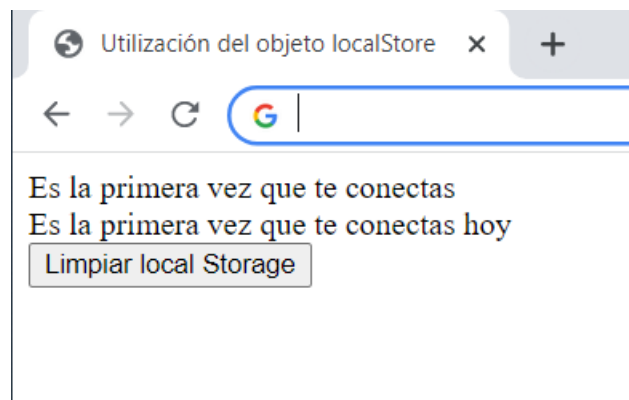 Utilización del objeto localStore
Es la primera vez que te conectas
Es la primera vez que te conectas hoy
Limpiar local Storage